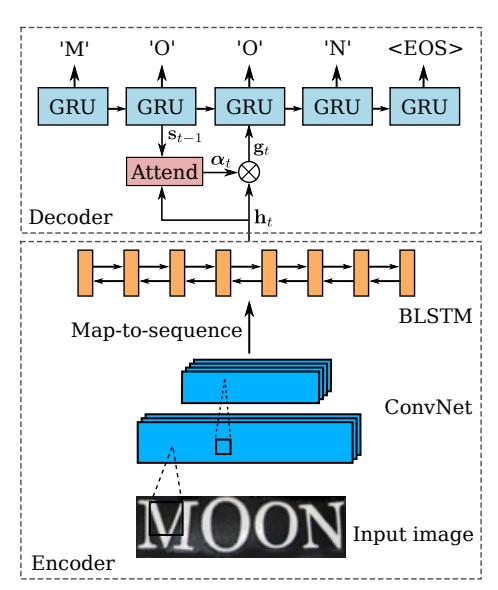 'M' 'O' 'O' 'N' <EOS>
GRU GRU GRU GRU GRU
s_{t−1} g_t
Attend α_t
Decoder h_t
BLSTM
Map-to-sequence
ConvNet
MOON Input image
Encoder